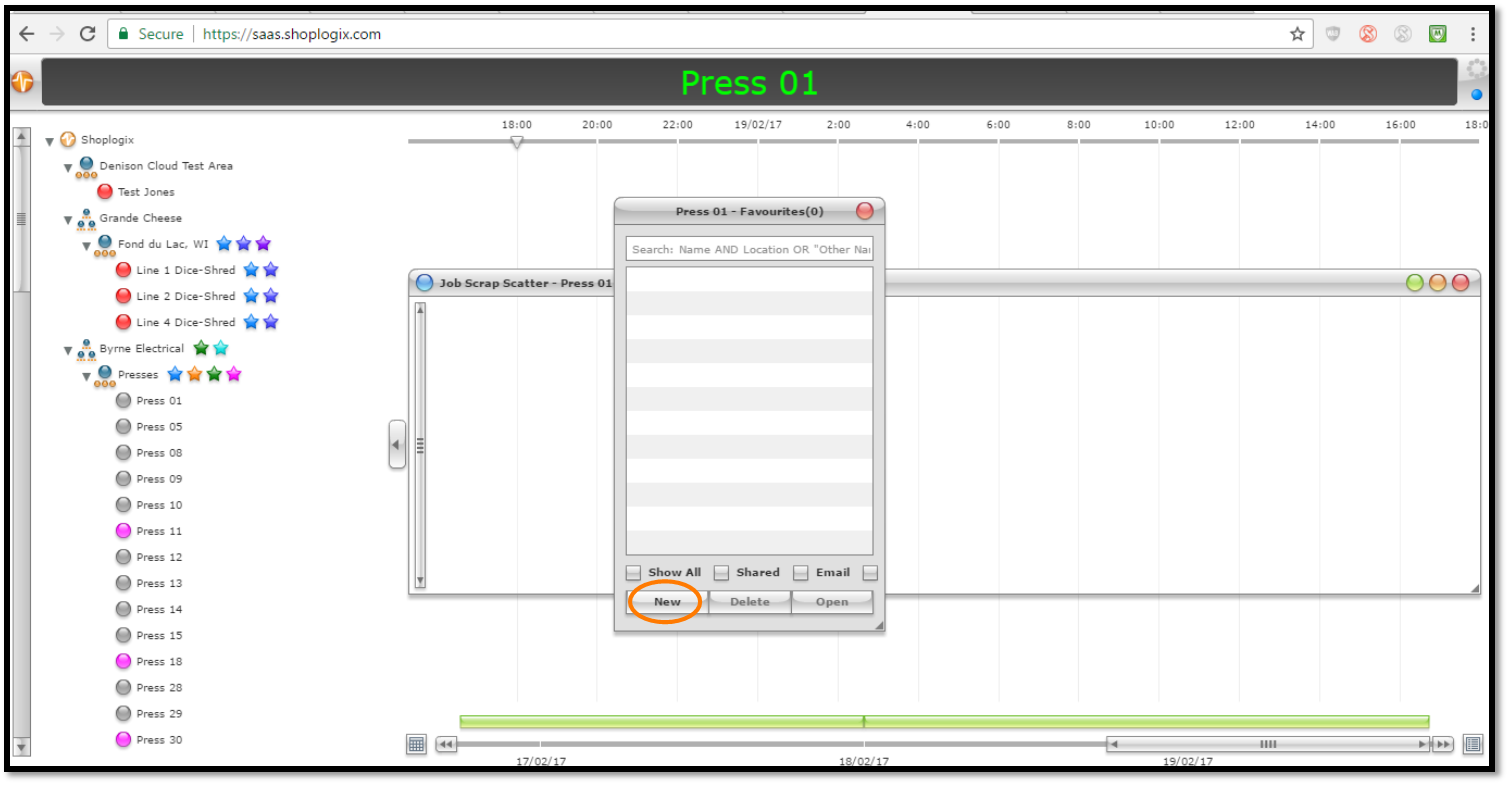 Secure
https://saas.shoplogix.com
Press 01
18:00 20:00 22:00 19/02/17 2:00 4:00 6:00 8:00 10:00 12:00 14:00 16:00 18:0
Shoplogix
Denison Cloud Test Area
Test Jones
Grande Cheese
Fond du Lac, WI
Line 1 Dice-Shred
Line 2 Dice-Shred
Line 4 Dice-Shred
Byrne Electrical
Presses
Press 01
Press 05
Press 08
Press 09
Press 10
Press 11
Press 12
Press 13
Press 14
Press 15
Press 18
Press 28
Press 29
Press 30
Job Scrap Scatter - Press 01
Press 01 - Favourites(0)
Search: Name AND Location OR "Other Na
Show All Shared Email
New Delete Open
17/02/17 18/02/17 19/02/17